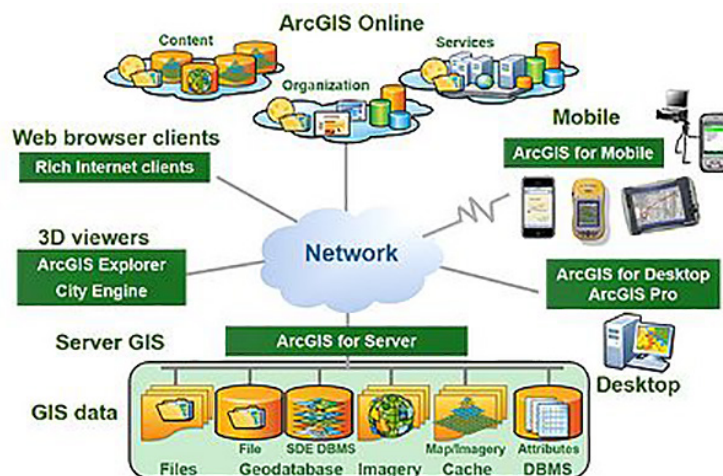 ArcGIS Online
Content
Services
Organization
Mobile
Web browser clients
Rich Internet clients
ArcGIS for Mobile
3D viewers
ArcGIS Explorer
City Engine
Network
ArcGIS for Desktop
ArcGIS Pro
Server GIS
ArcGIS for Server
Desktop
GIS data
File
SDE DBMS
Map/Imagery
Attributes
Files
Geodatabase
Imagery
Cache
DBMS